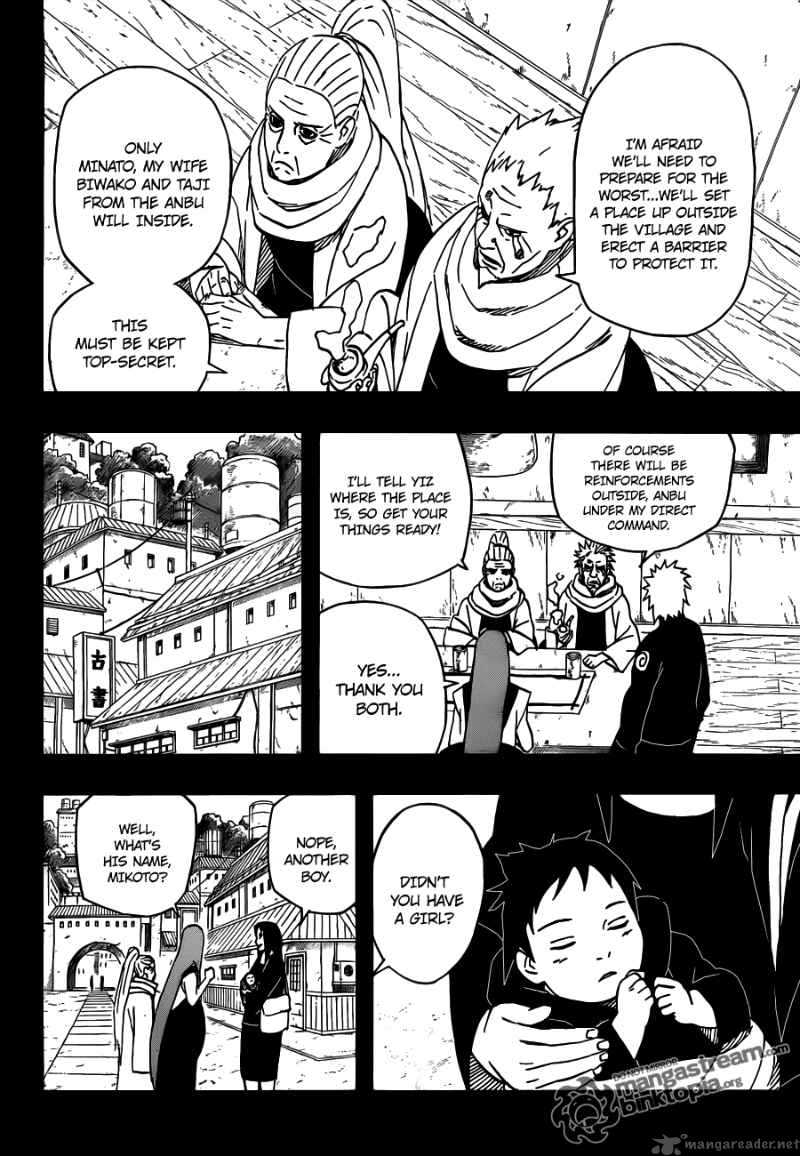 I'M AFRAID
WE'LL NEED TO
PREPARE FOR THE
WORST...WE'LL SET
A PLACE UP OUTSIDE
THE VILLAGE AND
ERECT A BARRIER
TO PROTECT IT.
ONLY
MINATO, MY WIFE
BIWAKO AND TAJI
FROM THE ANBU
WILL INSIDE.
THIS
MUST BE KEPT
TOP-SECRET.
OF COURSE
THERE WILL BE
REINFORCEMENTS
OUTSIDE, ANBU
UNDER MY DIRECT
COMMAND.
I'LL TELL YIZ
WHERE THE PLACE
IS, SO GET YOUR
THINGS READY!
YES...
THANK YOU
BOTH.
古書
DIDN'T
YOU HAVE
A GIRL?
NOPE,
ANOTHER
BOY.
WELL,
WHAT'S
HIS NAME,
MIKOTO?
DO NOT MIRROR
mangastream.com
binktopia.org
mangareader.net